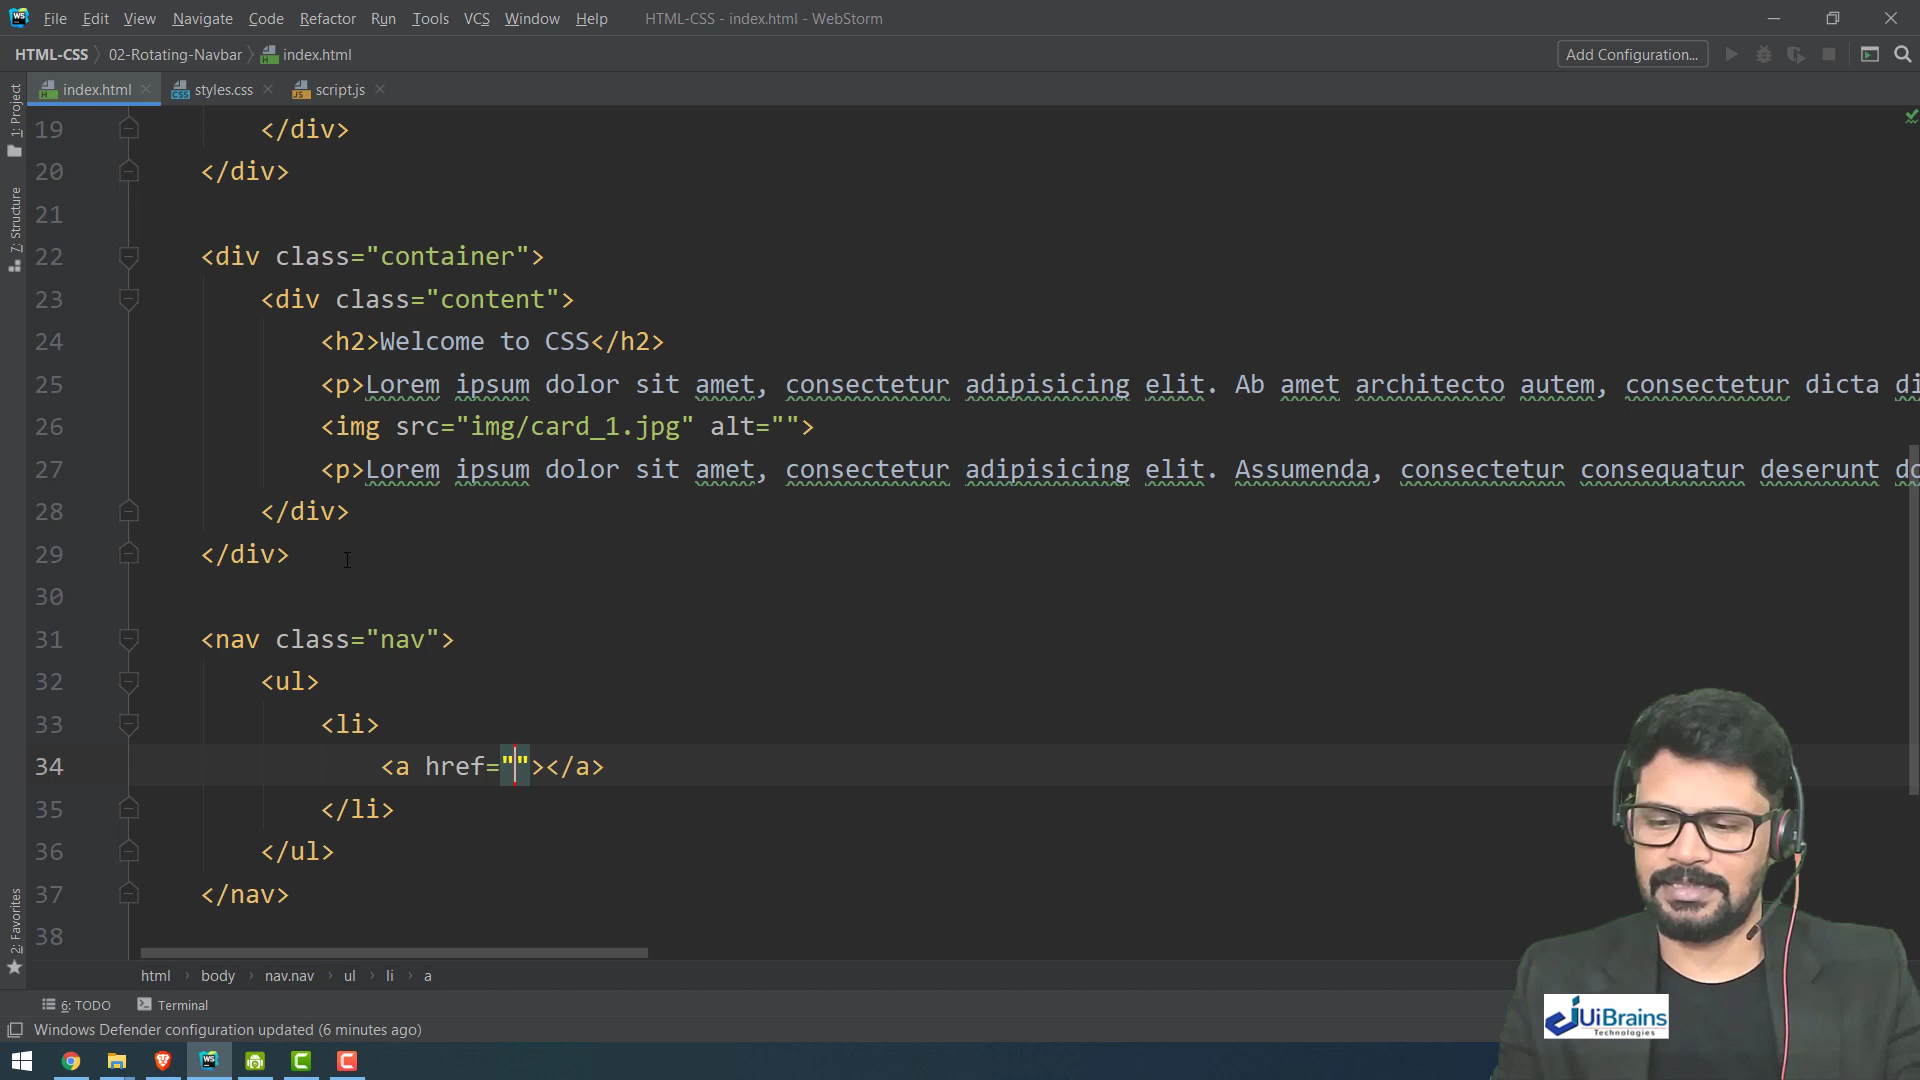 File Edit View Navigate Code Refactor Run Tools VCS Window Help HTML-CSS - index.html - WebStorm
HTML-CSS 02-Rotating-Navbar index.html Add Configuration...
index.html styles.css script.js
1: Project
7: Structure
2: Favorites
19 </div>
20 </div>
21
22 <div class="container">
23 <div class="content">
24 <h2>Welcome to CSS</h2>
25 <p>Lorem ipsum dolor sit amet, consectetur adipisicing elit. Ab amet architecto autem, consectetur dicta di
26 <img src="img/card_1.jpg" alt="">
27 <p>Lorem ipsum dolor sit amet, consectetur adipisicing elit. Assumenda, consectetur consequatur deserunt do
28 </div>
29 </div>
30
31 <nav class="nav">
32 <ul>
33 <li>
34 <a href=""></a>
35 </li>
36 </ul>
37 </nav>
38
html body nav.nav ul li a
6: TODO Terminal
Windows Defender configuration updated (6 minutes ago)
UiBrains
Technologies